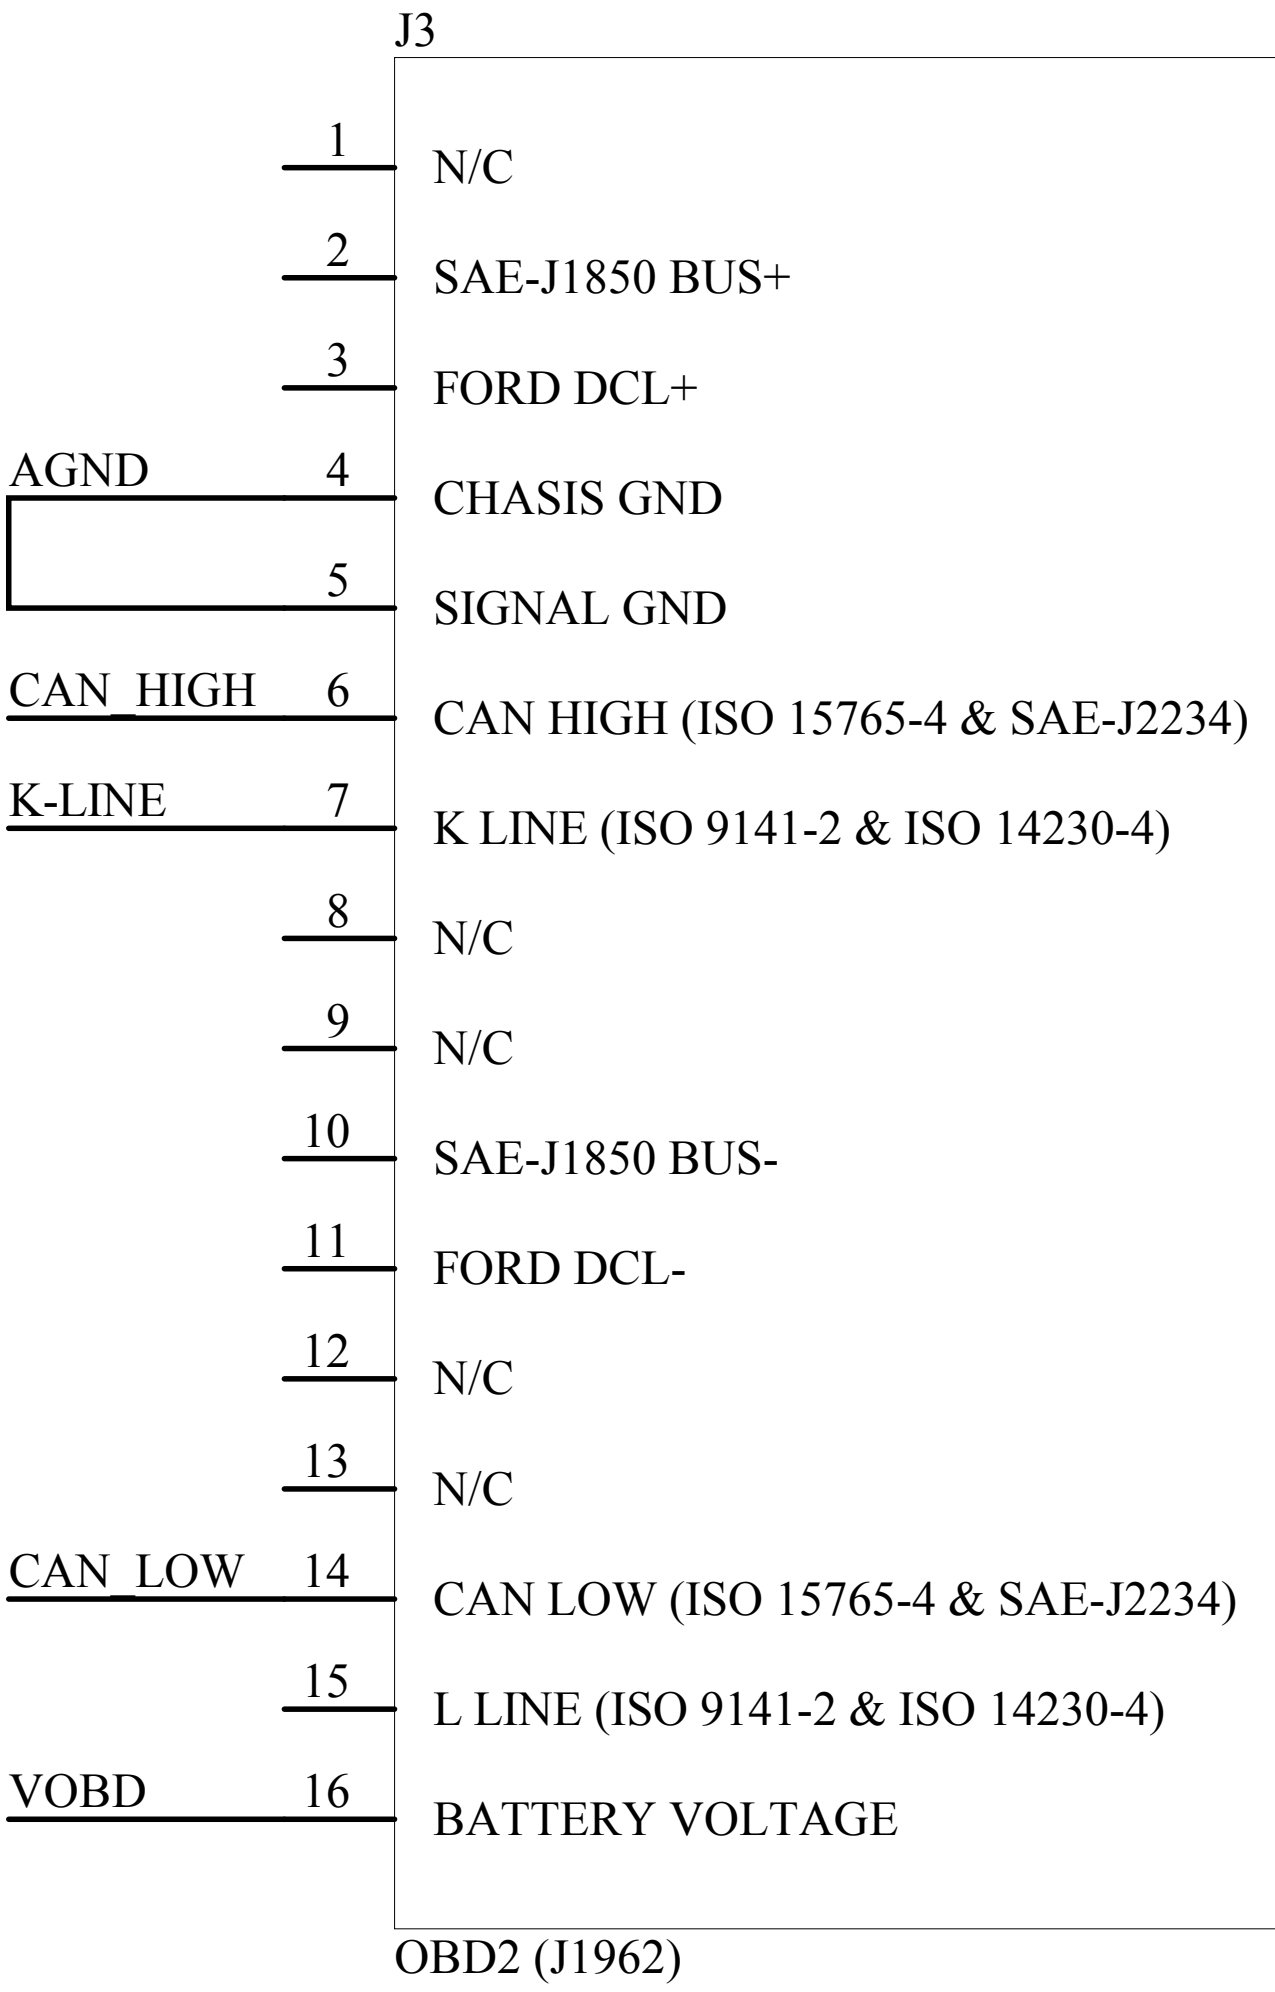 J3
1 N/C
2 SAE-J1850 BUS+
3 FORD DCL+
AGND 4 CHASIS GND
5 SIGNAL GND
CAN_HIGH 6 CAN HIGH (ISO 15765-4 & SAE-J2234)
K-LINE 7 K LINE (ISO 9141-2 & ISO 14230-4)
8 N/C
9 N/C
10 SAE-J1850 BUS-
11 FORD DCL-
12 N/C
13 N/C
CAN_LOW 14 CAN LOW (ISO 15765-4 & SAE-J2234)
15 L LINE (ISO 9141-2 & ISO 14230-4)
VOBD 16 BATTERY VOLTAGE
OBD2 (J1962)